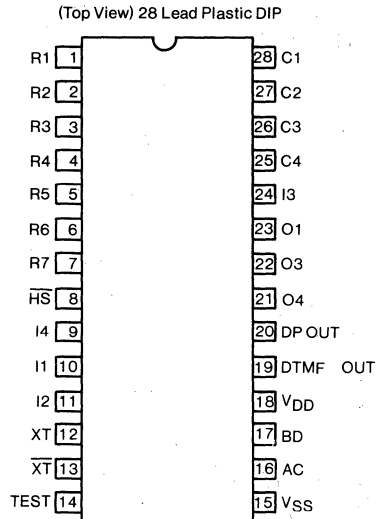 (Top View) 28 Lead Plastic DIP
R1 1 28 C1
R2 2 27 C2
R3 3 26 C3
R4 4 25 C4
R5 5 24 I3
R6 6 23 O1
R7 7 22 O3
H̅S̅ 8 21 O4
I4 9 20 DP OUT
I1 10 19 DTMF OUT
I2 11 18 VDD
XT 12 17 BD
X̅T̅ 13 16 AC
TEST 14 15 VSS